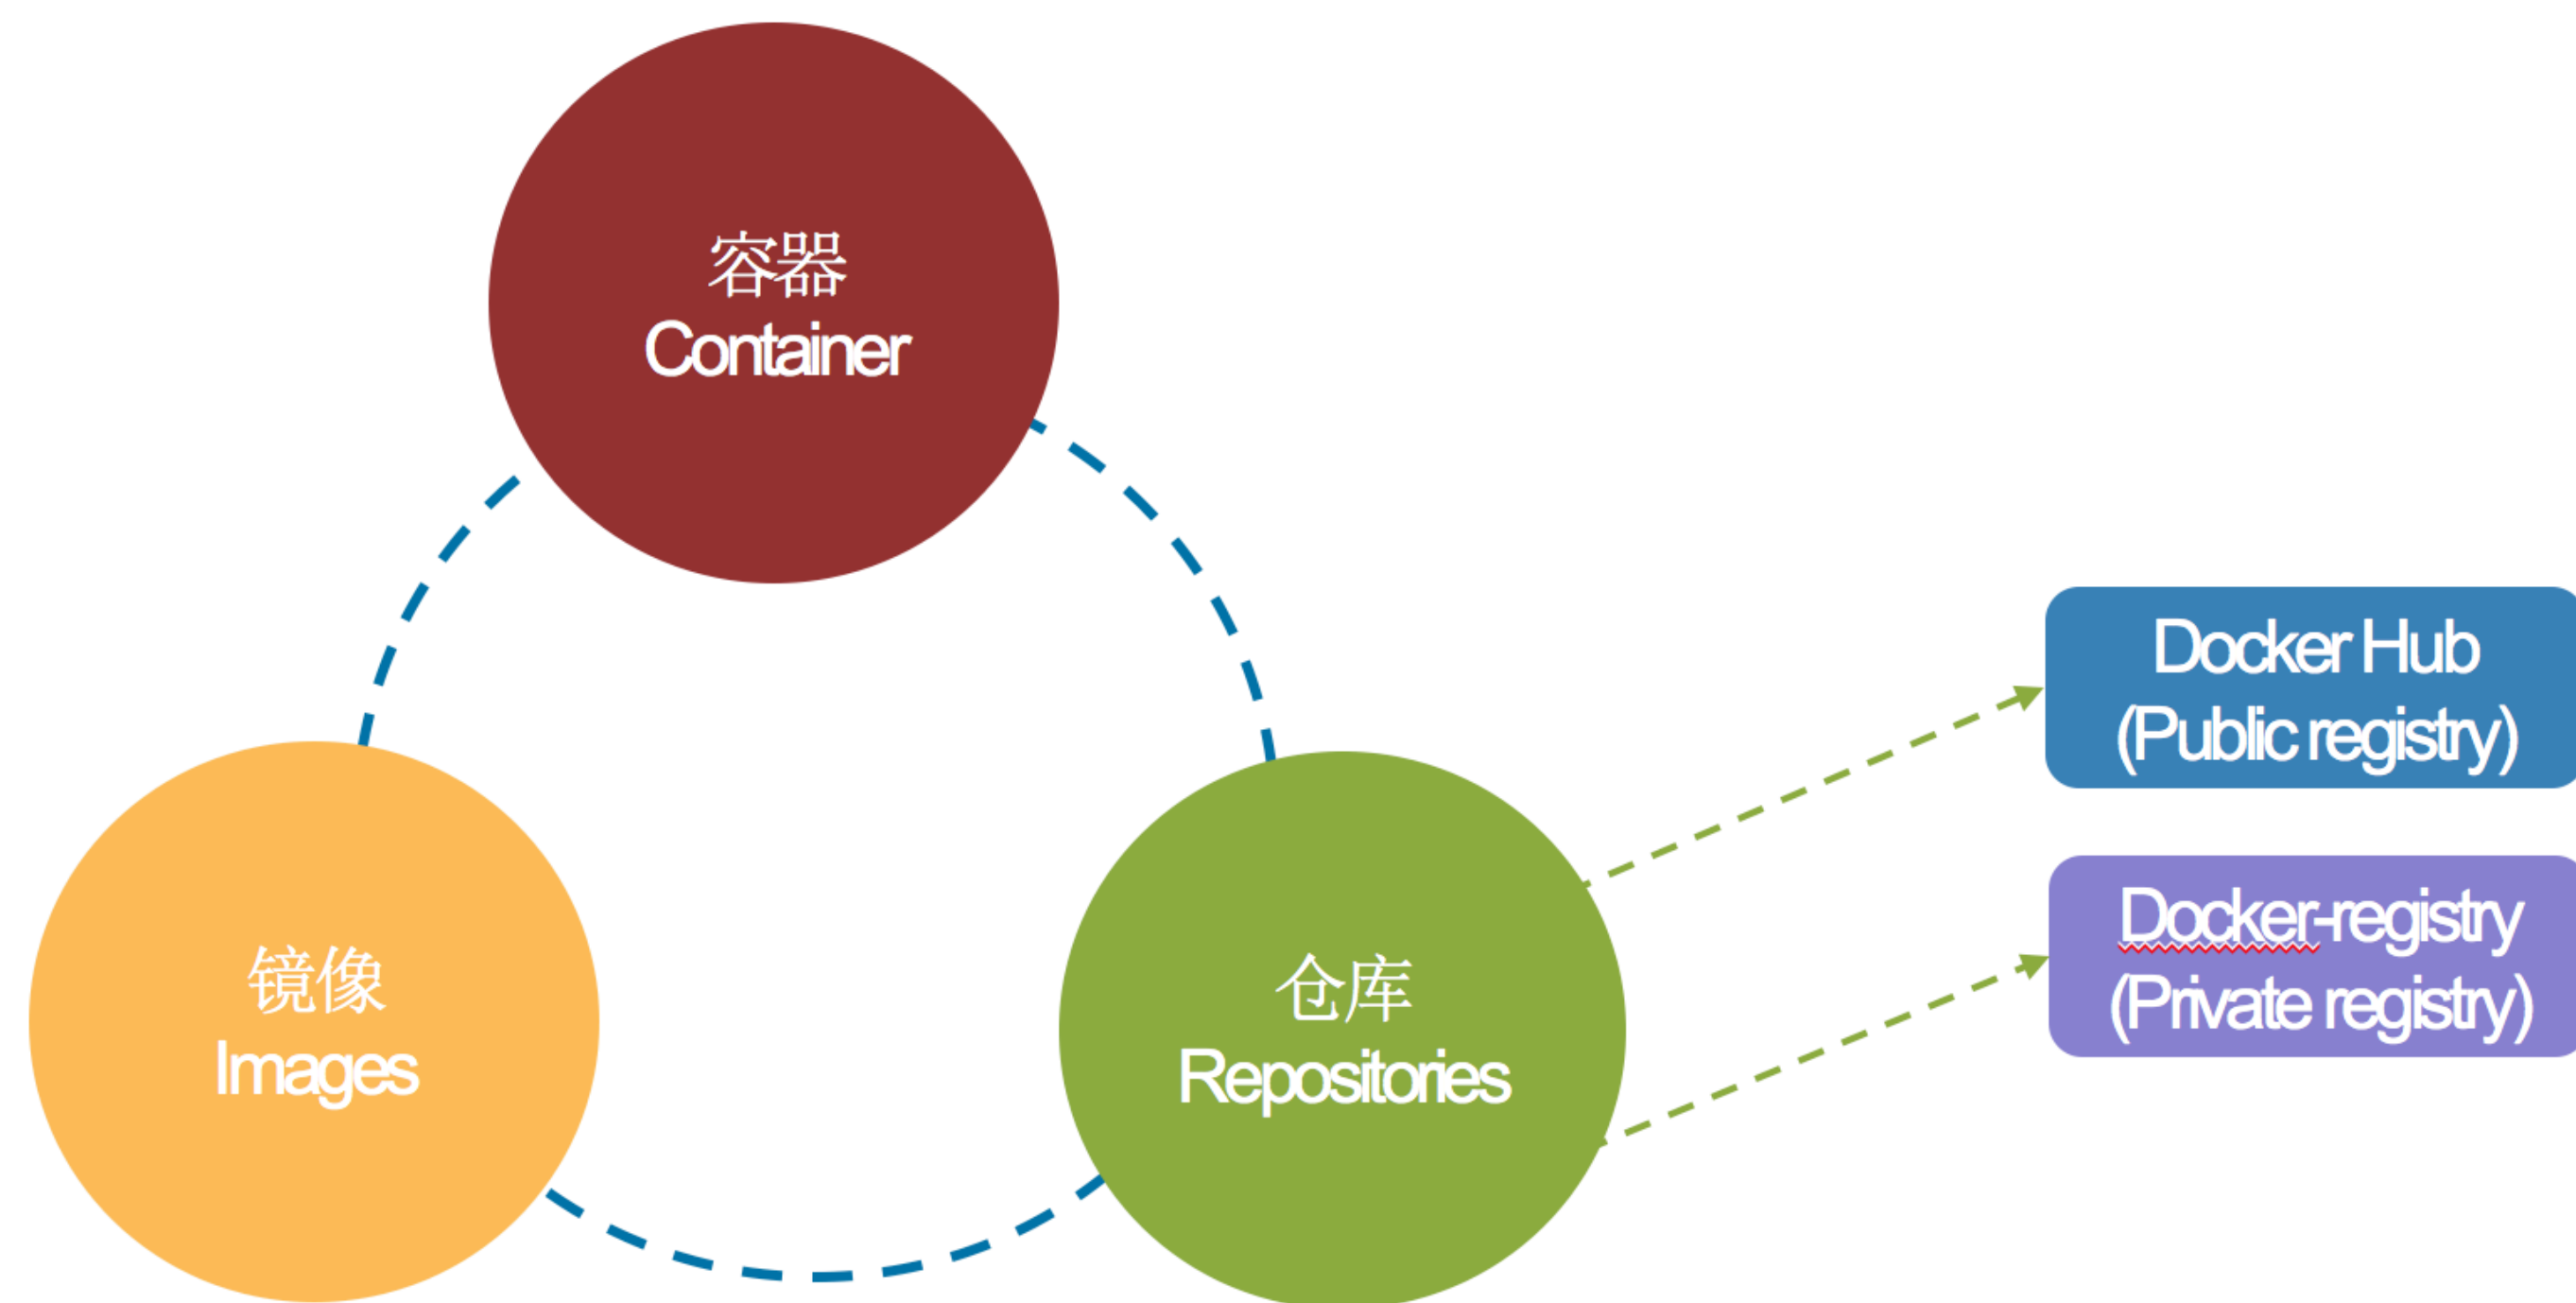 容器
Container
镜像
Images
仓库
Repositories
Docker Hub
(Public registry)
Docker-registry
(Private registry)